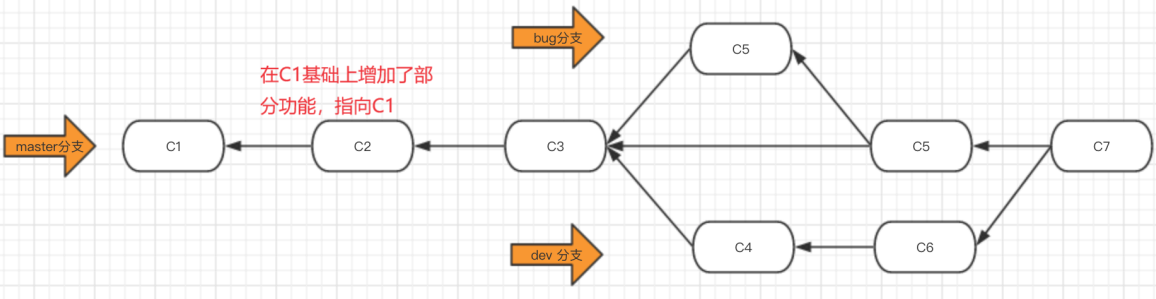 bug分支
C5
在C1基础上增加了部
分功能，指向C1
master分支
C1
C2
C3
C5
C7
dev 分支
C4
C6